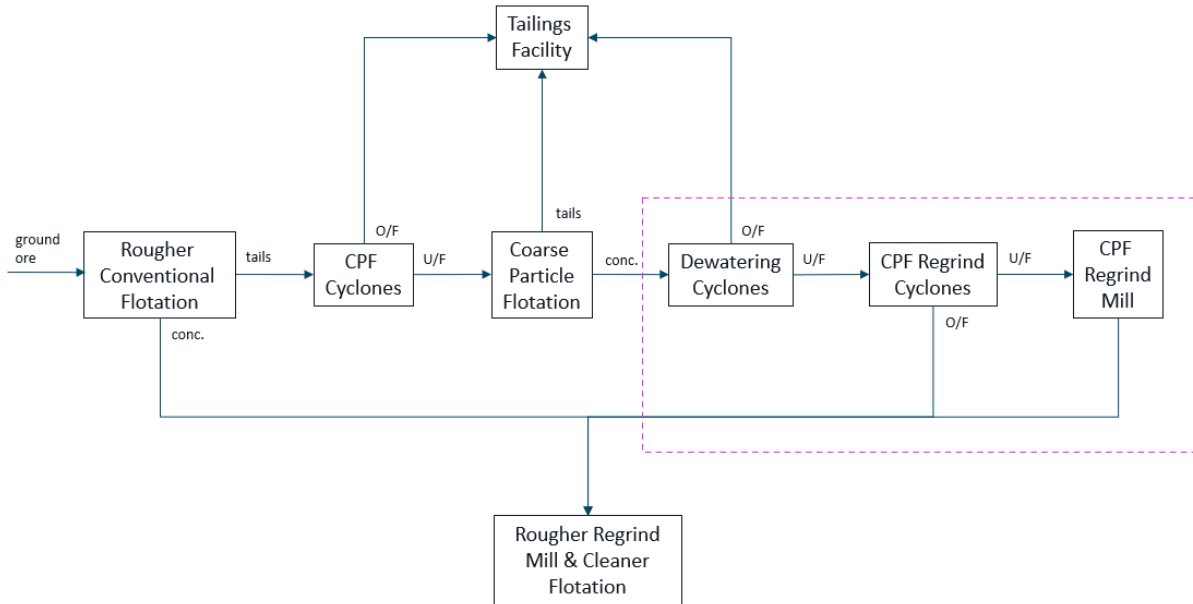 Tailings
Facility
ground
ore
Rougher
Conventional
Flotation
tails
conc.
CPF
Cyclones
O/F
U/F
Coarse
Particle
Flotation
tails
conc.
Dewatering
Cyclones
O/F
U/F
CPF Regrind
Cyclones
U/F
O/F
CPF
Regrind
Mill
Rougher Regrind
Mill & Cleaner
Flotation